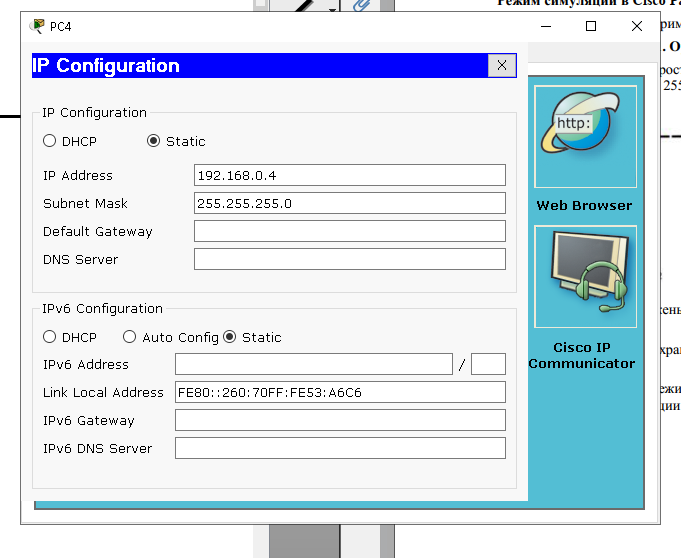 Режим симуляции в Cisco
PC4
IP Configuration
X
IP Configuration
DHCP
Static
IP Address
192.168.0.4
Subnet Mask
255.255.255.0
Default Gateway
DNS Server
IPv6 Configuration
DHCP
Auto Config
Static
IPv6 Address
/
Link Local Address
FE80::260:70FF:FE53:A6C6
IPv6 Gateway
IPv6 DNS Server
http:
Web Browser
Cisco IP
Communicator
255